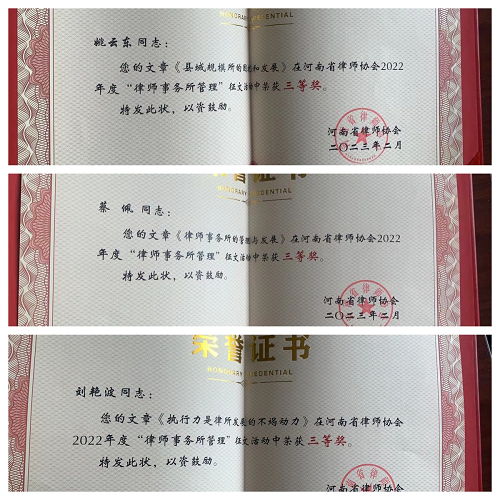 HONORARY CREDENTIAL
姚云东 同志：
您的文章《县域规模所的创建和发展》在河南省律师协会2022
年度“律师事务所管理”征文活动中荣获三等奖。
特发此状，以资鼓励。
河南省律师协会
二〇二三年二月
荣誉证书
HONORARY CREDENTIAL
蔡 佩 同志：
您的文章《律师事务所的管理与发展》在河南省律师协会2022
年度“律师事务所管理”征文活动中荣获三等奖。
特发此状，以资鼓励。
河南省律师协会
二〇二三年二月
荣誉证书
HONORARY CREDENTIAL
刘艳波 同志：
您的文章《执行力是律所发展的不竭动力》在河南省律师协会
2022年度“律师事务所管理”征文活动中荣获三等奖。
特发此状，以资鼓励。
河南省律师协会